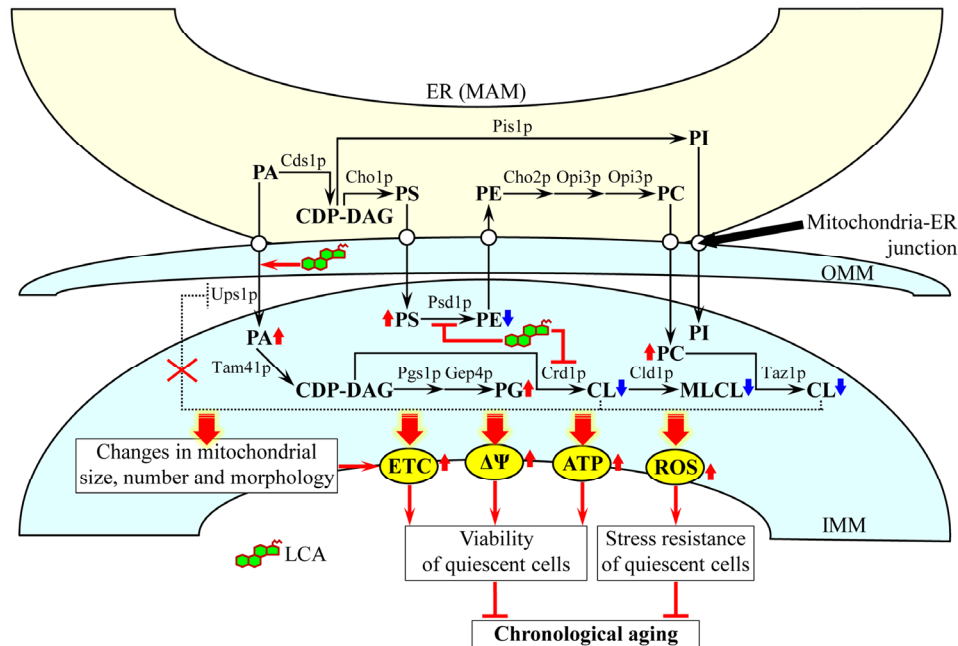 ER (MAM)
Pis1p
PI
PA
Cds1p
Cho1p
PS
PE
Cho2p
Opi3p
Opi3p
PC
CDP-DAG
Mitochondria-ER
junction
OMM
Ups1p
Psd1p
PS
PE
PI
PA
PC
Tam41p
Pgs1p
Gep4p
Crd1p
Cld1p
Taz1p
CDP-DAG
PG
CL
MLCL
CL
Changes in mitochondrial
size, number and morphology
ETC
ΔΨ
ATP
ROS
IMM
LCA
Viability
of quiescent cells
Stress resistance
of quiescent cells
Chronological aging